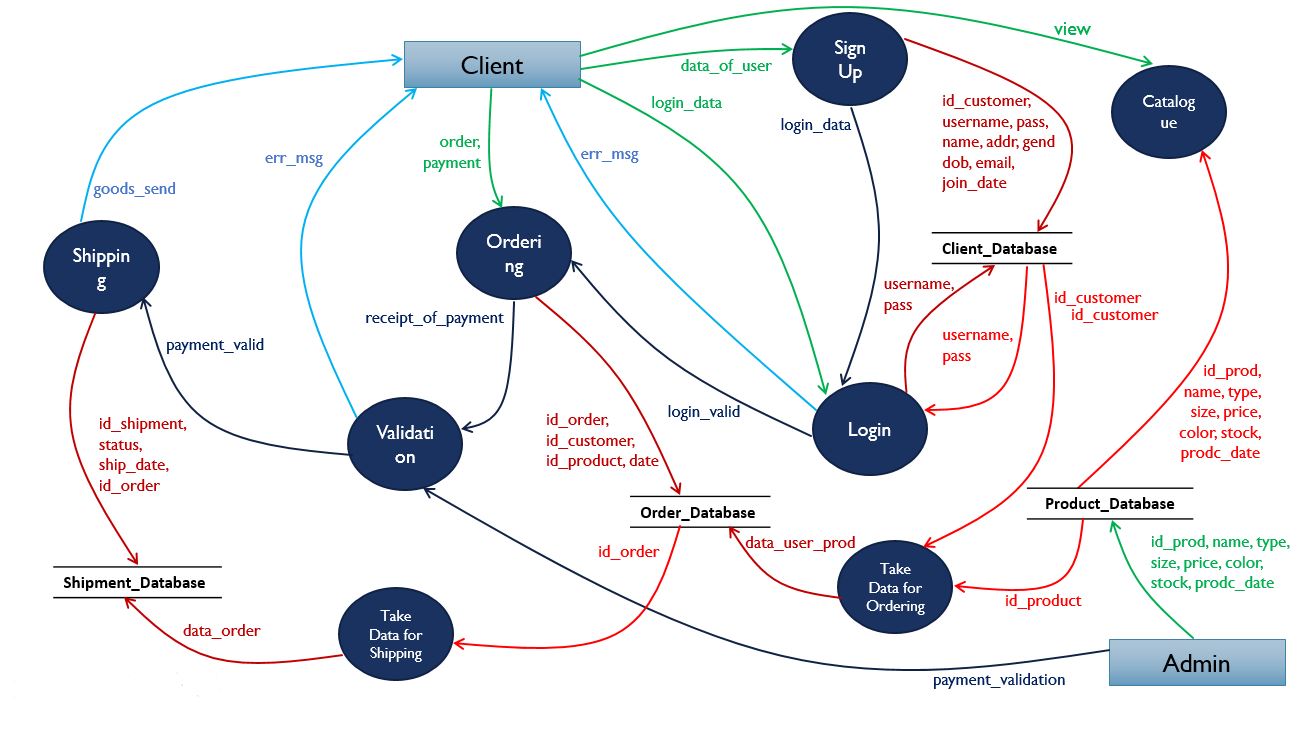 view
Sign
Up
Client
data_of_user
login_data
id_customer,
username, pass,
name, addr, gend
dob, email,
join_date
Catalog
ue
login_data
order,
payment
err_msg
err_msg
goods_send
Shippin
g
Orderi
ng
Client_Database
username,
pass
id_customer
id_customer
receipt_of_payment
payment_valid
username,
pass
id_prod,
name, type,
size, price,
color, stock,
prodc_date
login_valid
id_order,
id_customer,
id_product, date
id_shipment,
status,
ship_date,
id_order
Validati
on
Login
Order_Database
Product_Database
id_order
data_user_prod
Take
Data for
Ordering
id_product
id_prod, name, type,
size, price, color,
stock, prodc_date
Shipment_Database
data_order
Take
Data for
Shipping
payment_validation
Admin